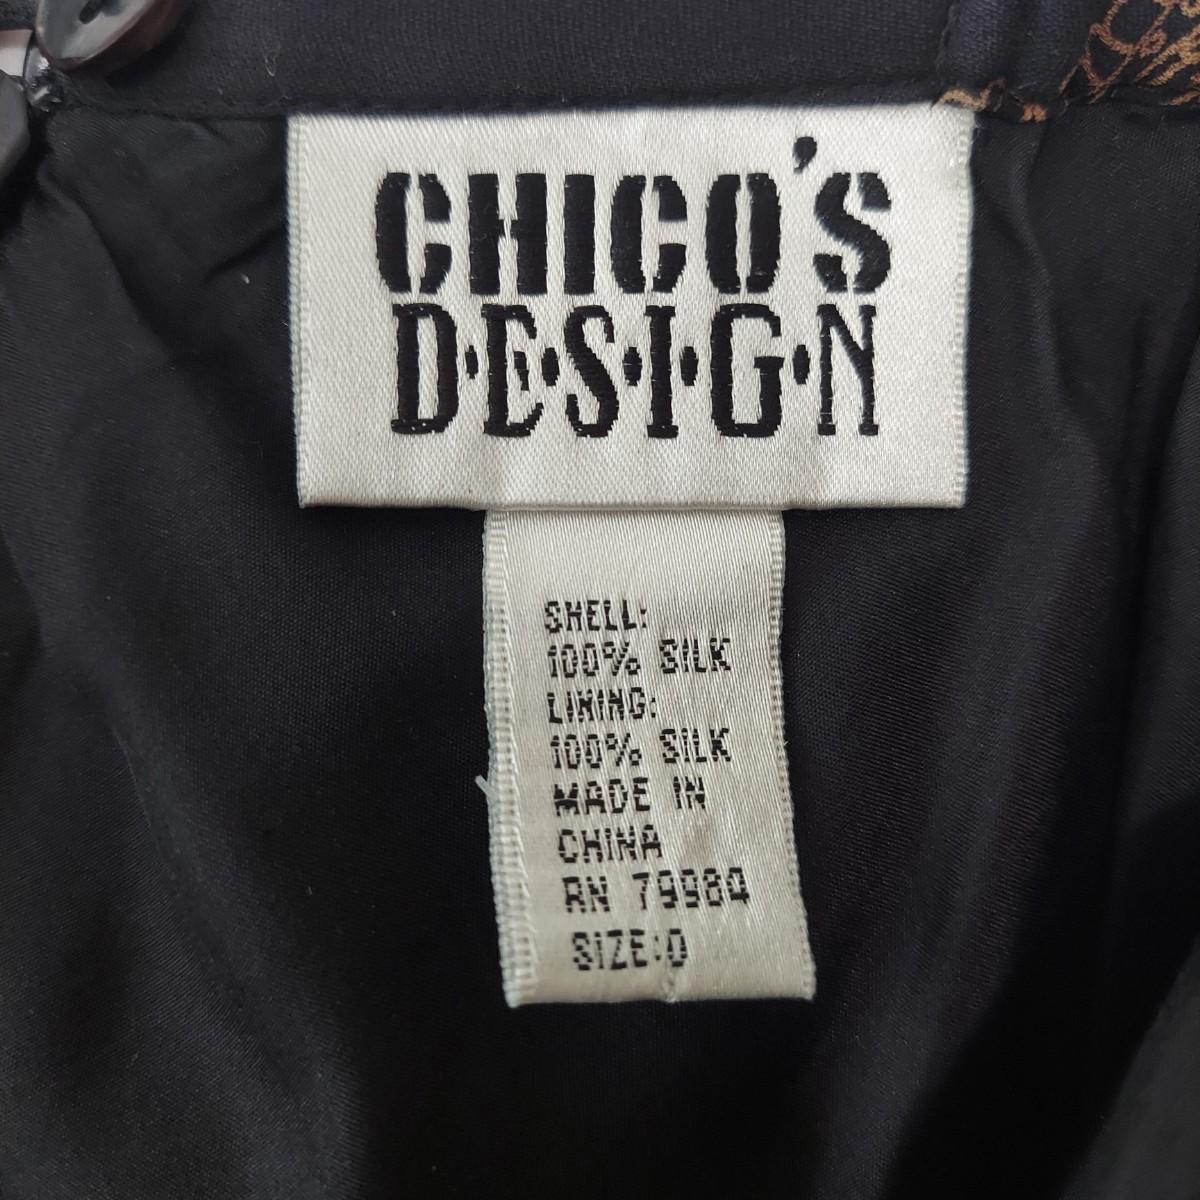 CHICO'S
D·E·S·I·G·N
SHELL:
100% SILK
LINING:
100% SILK
MADE IN
CHINA
RN 79984
SIZE:0